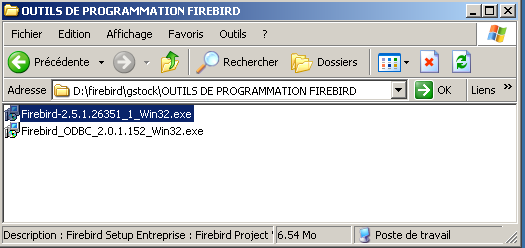 OUTILS DE PROGRAMMATION FIREBIRD
Fichier Edition Affichage Favoris Outils ?
Précédente Rechercher Dossiers
Adresse D:\firebird\gstock\OUTILS DE PROGRAMMATION FIREBIRD OK Liens »
Firebird-2.5.1.26351_1_Win32.exe
Firebird_ODBC_2.0.1.152_Win32.exe
Description : Firebird Setup Entreprise : Firebird Project 6.54 Mo Poste de travail